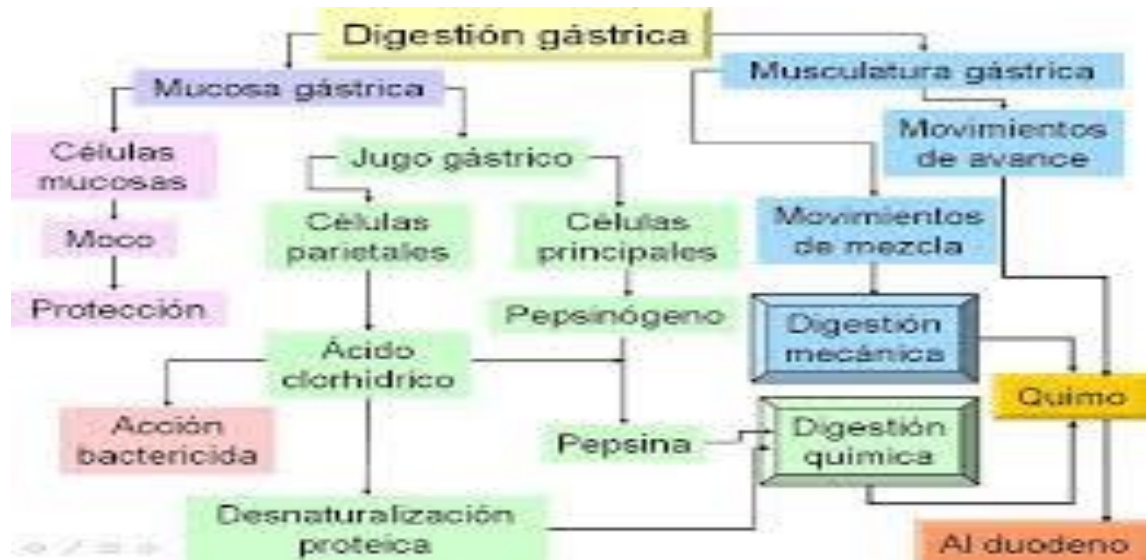 Digestión gástrica
Mucosa gástrica
Musculatura gástrica
Células
mucosas
Jugo gástrico
Movimientos
de avance
Moco
Células
parietales
Células
principales
Movimientos
de mezcla
Protección
Pepsinógeno
Digestión
mecánica
Ácido
clorhídrico
Quimo
Acción
bactericida
Pepsina
Digestión
química
Desnaturalización
proteica
Al duodeno